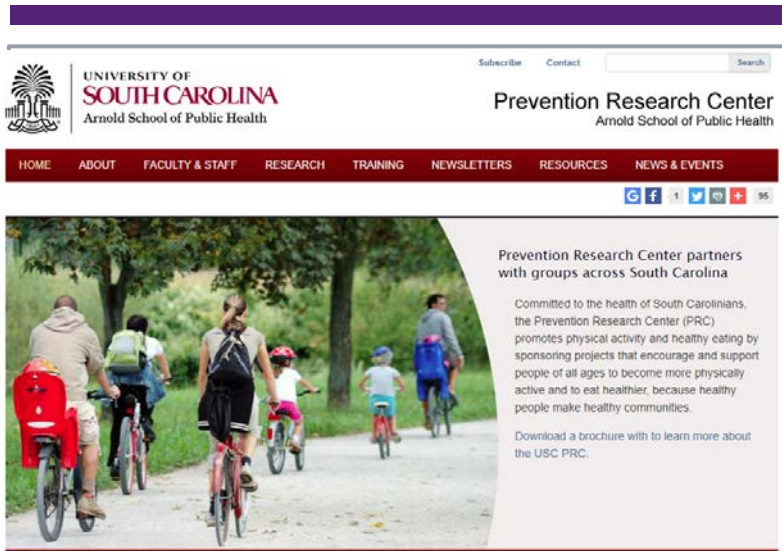 Subscribe Contact Search
UNIVERSITY OF
SOUTH CAROLINA
Arnold School of Public Health
Prevention Research Center
Arnold School of Public Health
HOME ABOUT FACULTY & STAFF RESEARCH TRAINING NEWSLETTERS RESOURCES NEWS & EVENTS
G f 1 95
Prevention Research Center partners
with groups across South Carolina
Committed to the health of South Carolinians,
the Prevention Research Center (PRC)
promotes physical activity and healthy eating by
sponsoring projects that encourage and support
people of all ages to become more physically
active and to eat healthier, because healthy
people make healthy communities.
Download a brochure with to learn more about
the USC PRC.